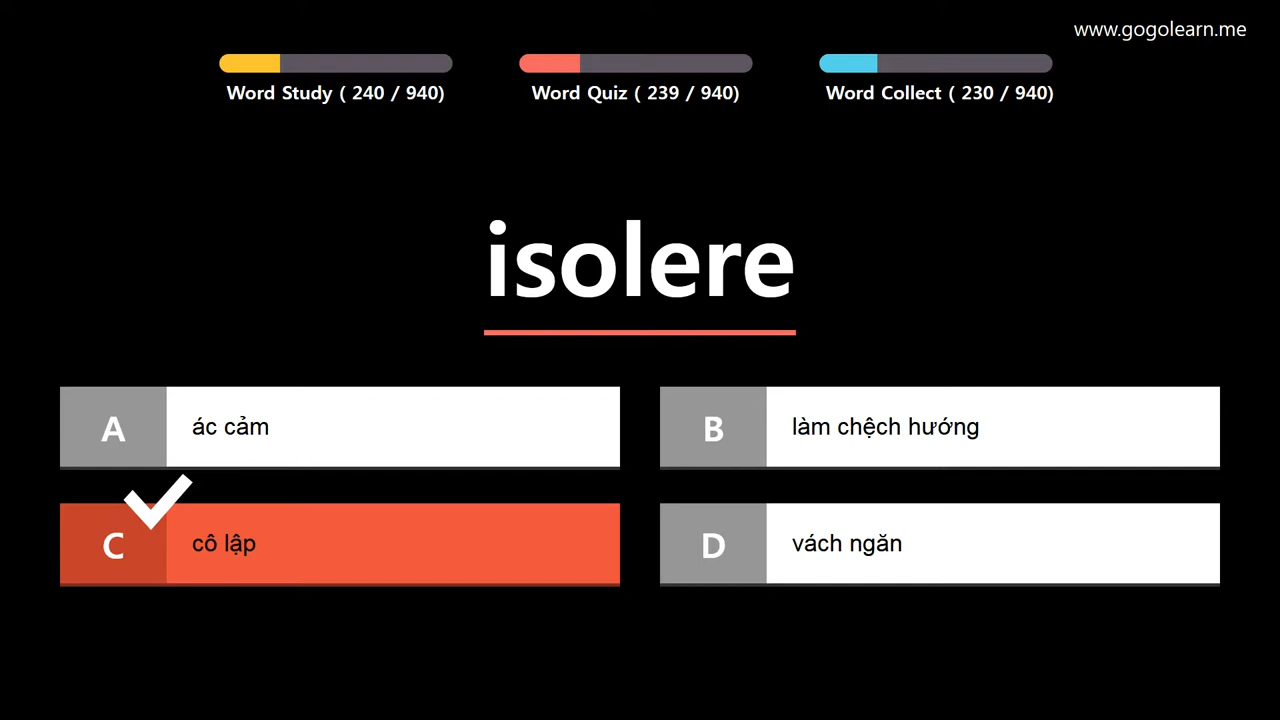 www.gogolearn.me
Word Study ( 240 / 940)
Word Quiz ( 239 / 940)
Word Collect ( 230 / 940)
isolere
A
ác cảm
B
làm chệch hướng
C
cô lập
D
vách ngăn